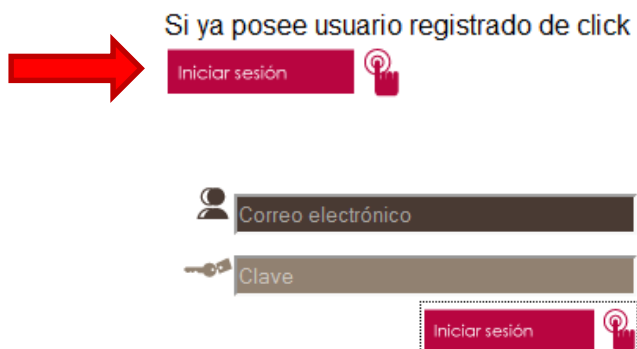 Si ya posee usuario registrado de click
Iniciar sesión
Correo electrónico
Clave
Iniciar sesión